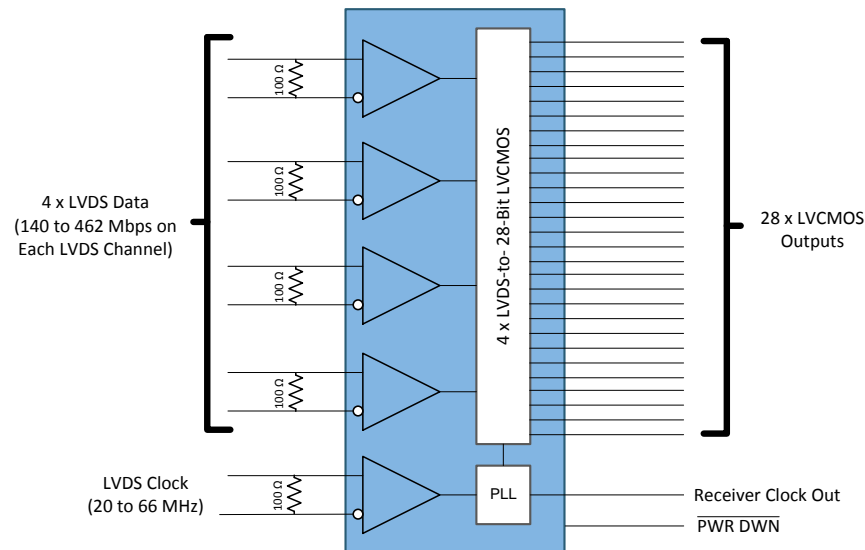 100 Ω
100 Ω
100 Ω
100 Ω
100 Ω
4 x LVDS Data
(140 to 462 Mbps on
Each LVDS Channel)
LVDS Clock
(20 to 66 MHz)
4 x LVDS-to- 28-Bit LVCMOS
PLL
28 x LVCMOS
Outputs
Receiver Clock Out
PWR DWN